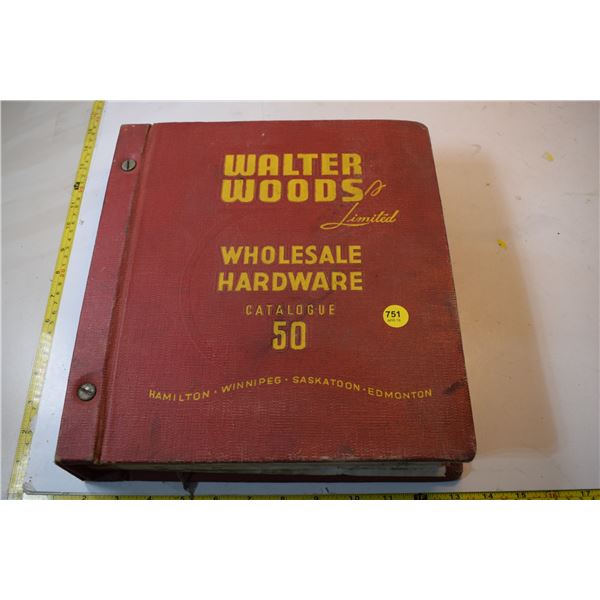 WALTER
WOODS
Limited
WHOLESALE
HARDWARE
CATALOGUE
50
751
HAMILTON · WINNIPEG · SASKATOON · EDMONTON